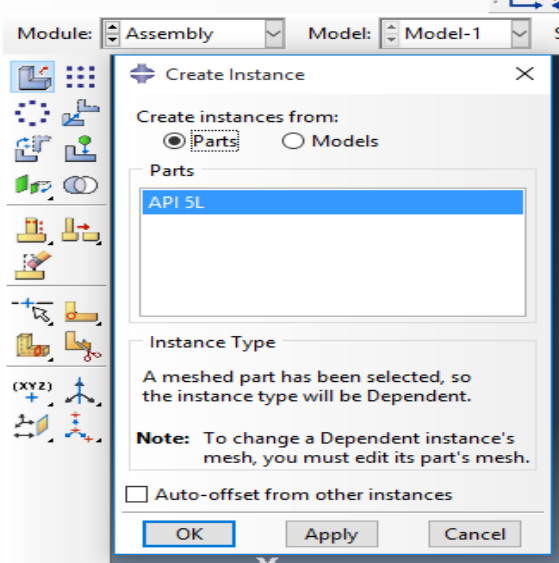 Module: Assembly Model: Model-1 S
Create Instance
Create instances from:
Parts Models
Parts
API 5L
Instance Type
A meshed part has been selected, so
the instance type will be Dependent.
Note: To change a Dependent instance's
mesh, you must edit its part's mesh.
Auto-offset from other instances
OK Apply Cancel
(XYZ)
X